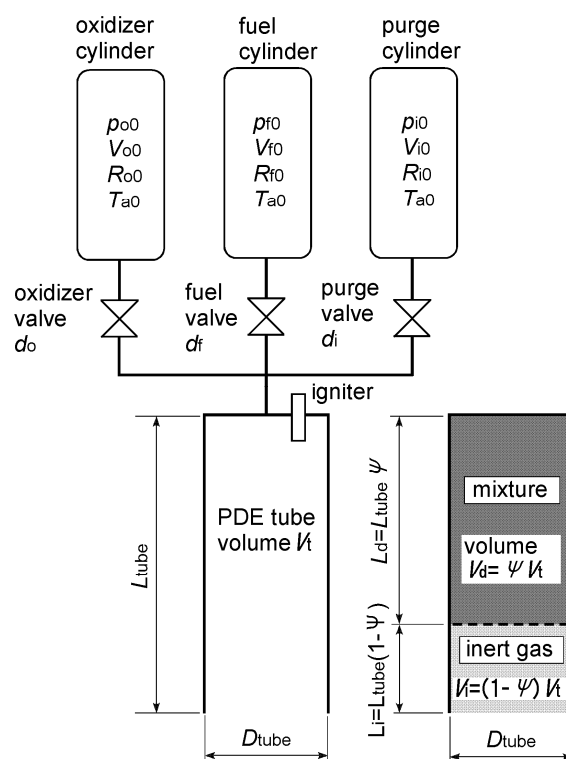 oxidizer
cylinder
fuel
cylinder
purge
cylinder
po0
Vo0
Ro0
Ta0
pf0
Vf0
Rf0
Ta0
pi0
Vi0
Ri0
Ta0
oxidizer
valve
do
fuel
valve
df
purge
valve
di
igniter
Ltube
PDE tube
volume Vt
Dtube
Ld=Ltube Ψ
Li=Ltube(1-Ψ)
mixture
volume
Vd= Ψ Vt
inert gas
Vi=(1- Ψ) Vt
Dtube